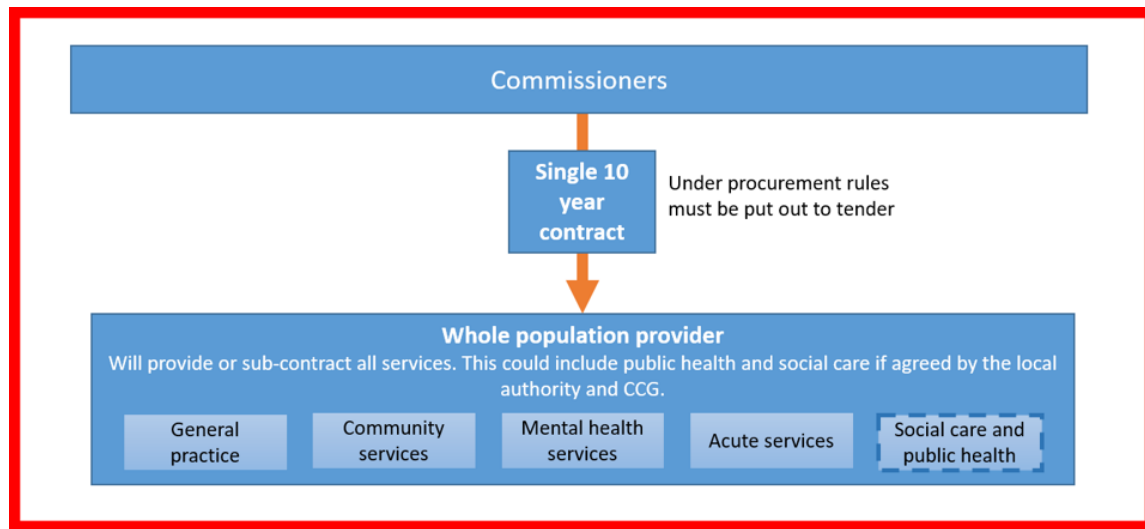 Commissioners
Single 10
year
contract
Under procurement rules
must be put out to tender
Whole population provider
Will provide or sub-contract all services. This could include public health and social care if agreed by the local
authority and CCG.
General
practice
Community
services
Mental health
services
Acute services
Social care and
public health